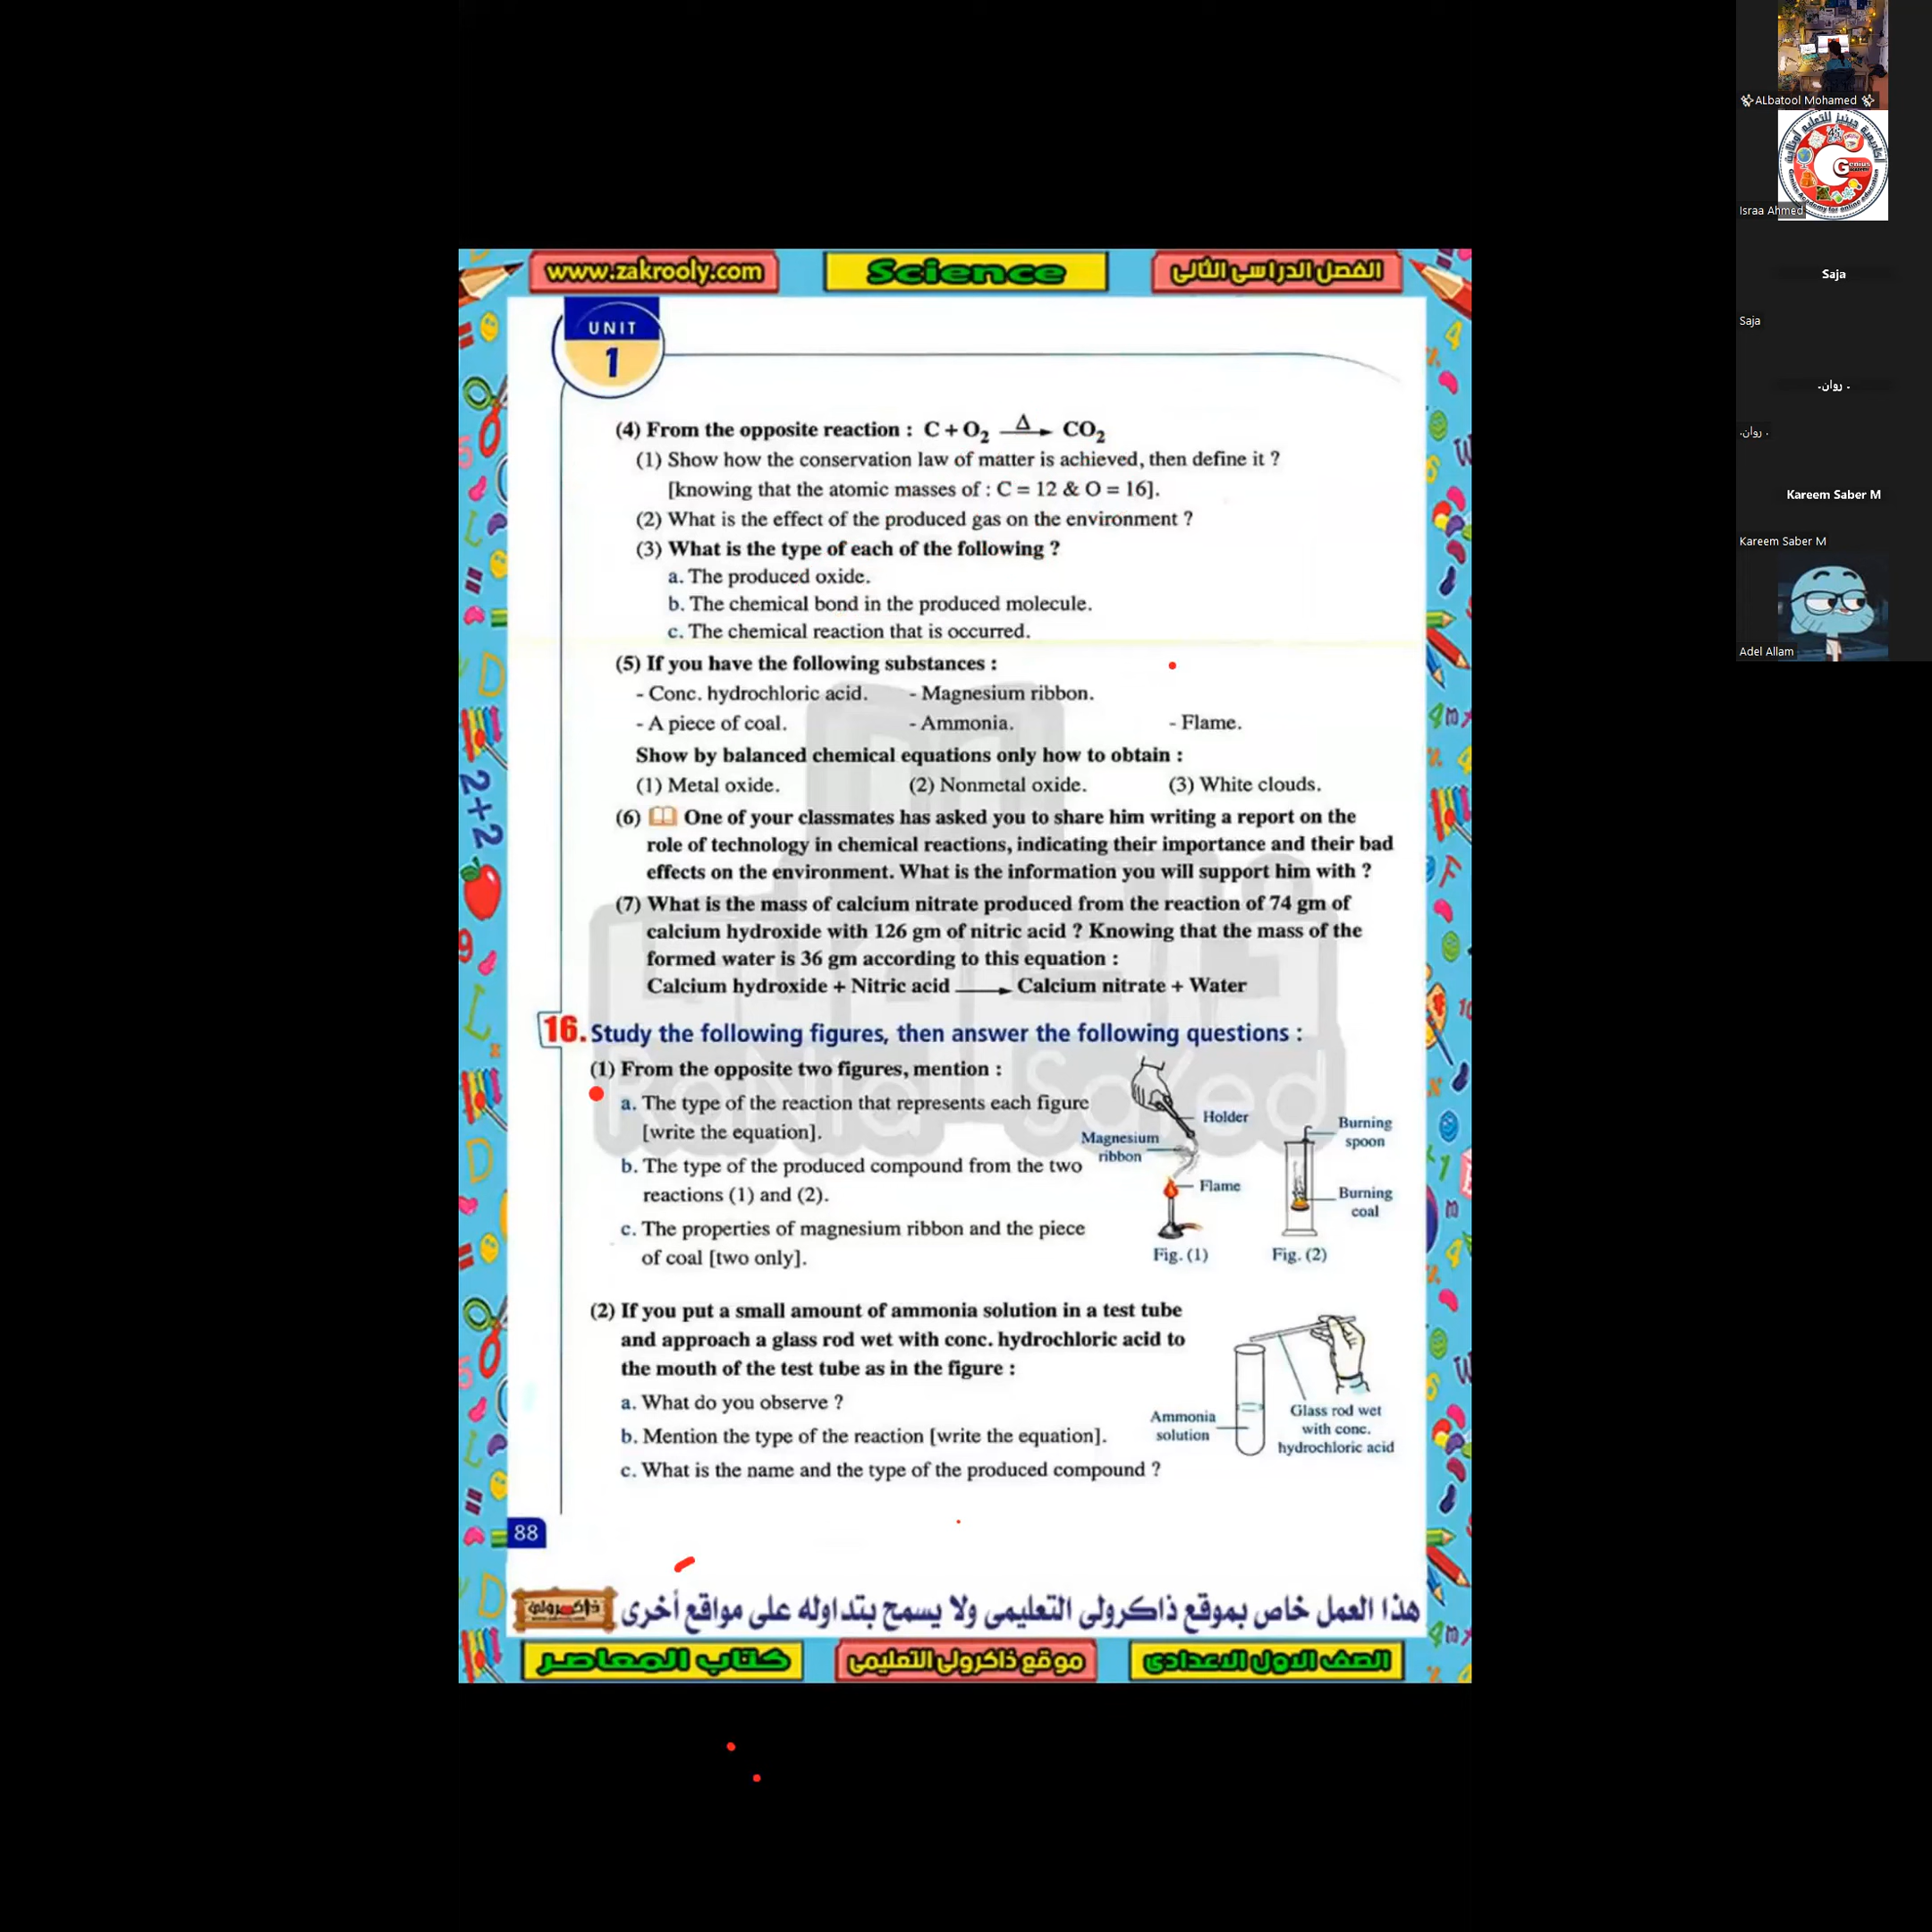 www.zakrooly.com
Science
الفصل الدراسى الثانى
UNIT
1
(4) From the opposite reaction : C + O₂ —Δ→ CO₂
(1) Show how the conservation law of matter is achieved, then define it ?
[knowing that the atomic masses of : C = 12 & O = 16].
(2) What is the effect of the produced gas on the environment ?
(3) What is the type of each of the following ?
a. The produced oxide.
b. The chemical bond in the produced molecule.
c. The chemical reaction that is occurred.
(5) If you have the following substances :
- Conc. hydrochloric acid. - Magnesium ribbon.
- A piece of coal. - Ammonia. - Flame.
Show by balanced chemical equations only how to obtain :
(1) Metal oxide. (2) Nonmetal oxide. (3) White clouds.
(6) One of your classmates has asked you to share him writing a report on the
role of technology in chemical reactions, indicating their importance and their bad
effects on the environment. What is the information you will support him with ?
(7) What is the mass of calcium nitrate produced from the reaction of 74 gm of
calcium hydroxide with 126 gm of nitric acid ? Knowing that the mass of the
formed water is 36 gm according to this equation :
Calcium hydroxide + Nitric acid ⟶ Calcium nitrate + Water
16. Study the following figures, then answer the following questions :
(1) From the opposite two figures, mention :
a. The type of the reaction that represents each figure
[write the equation].
b. The type of the produced compound from the two
reactions (1) and (2).
c. The properties of magnesium ribbon and the piece
of coal [two only].
Holder
Magnesium
ribbon
Flame
Fig. (1)
Burning
spoon
Burning
coal
Fig. (2)
(2) If you put a small amount of ammonia solution in a test tube
and approach a glass rod wet with conc. hydrochloric acid to
the mouth of the test tube as in the figure :
a. What do you observe ?
b. Mention the type of the reaction [write the equation].
c. What is the name and the type of the produced compound ?
Ammonia
solution
Glass rod wet
with conc.
hydrochloric acid
88
RaNia SaYed
هذا العمل خاص بموقع ذاكرولى التعليمى ولا يسمح بتداوله على مواقع أخرى
ذاكرولى
كتاب المعاصر
موقع ذاكرولى التعليمى
الصف الاول الاعدادى
ALbatool Mohamed
Genius
Israa Ahmed
Saja
Saja
روان.
روان.
Kareem Saber M
Kareem Saber M
Adel Allam